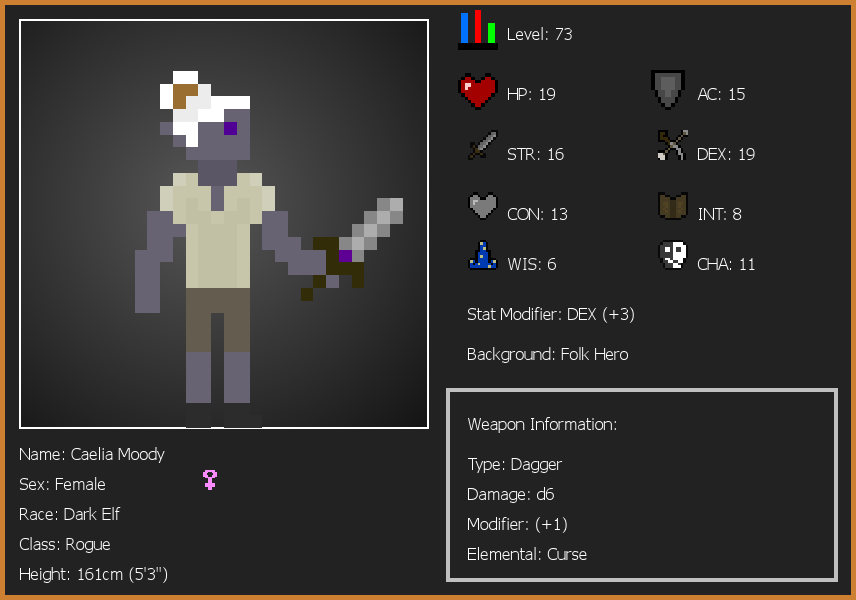 Level: 73
HP: 19
AC: 15
STR: 16
DEX: 19
CON: 13
INT: 8
WIS: 6
CHA: 11
Stat Modifier: DEX (+3)
Background: Folk Hero
Weapon Information:
Type: Dagger
Damage: d6
Modifier: (+1)
Elemental: Curse
Name: Caelia Moody
Sex: Female
Race: Dark Elf
Class: Rogue
Height: 161cm (5'3")